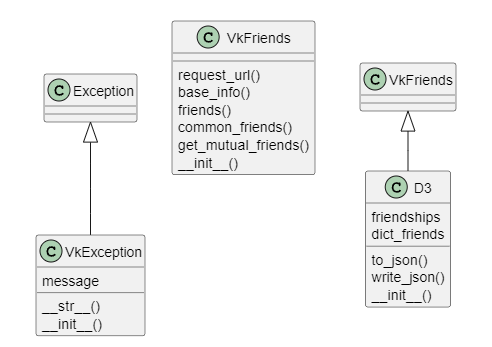 C Exception
C VkException
message
__str__()
__init__()
C VkFriends
request_url()
base_info()
friends()
common_friends()
get_mutual_friends()
__init__()
C VkFriends
C D3
friendships
dict_friends
to_json()
write_json()
__init__()